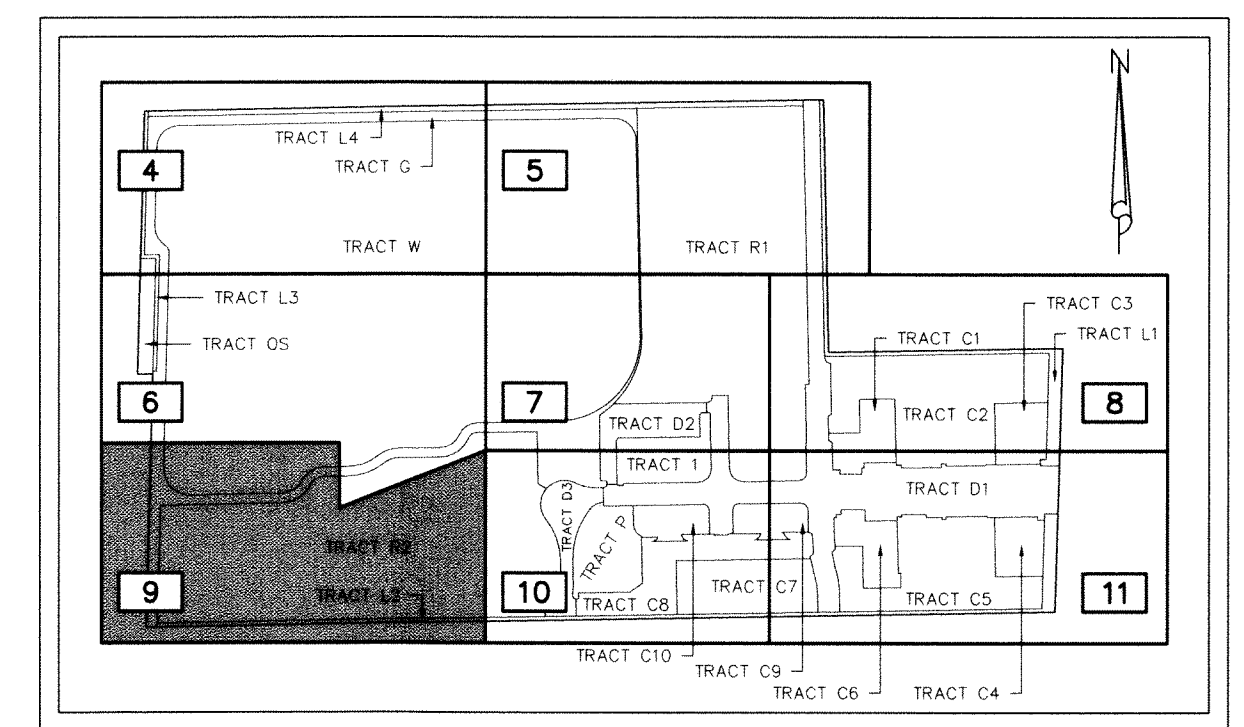 N
TRACT L4
TRACT G
4
5
TRACT W
TRACT R1
TRACT L3
TRACT C3
TRACT L1
TRACT OS
TRACT C1
6
7
8
TRACT D2
TRACT C2
TRACT 1
TRACT D1
TRACT D3
TRACT P
TRACT R2
9
TRACT L2
10
TRACT C7
TRACT C8
TRACT C5
11
TRACT C10
TRACT C9
TRACT C6
TRACT C4